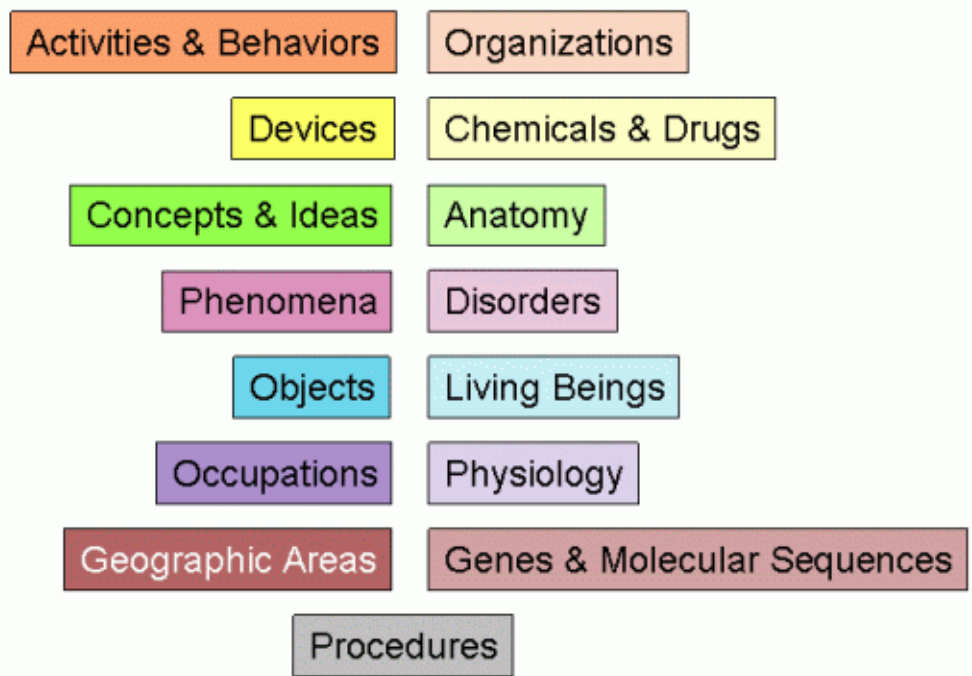 Activities & Behaviors
Organizations
Devices
Chemicals & Drugs
Concepts & Ideas
Anatomy
Phenomena
Disorders
Objects
Living Beings
Occupations
Physiology
Geographic Areas
Genes & Molecular Sequences
Procedures